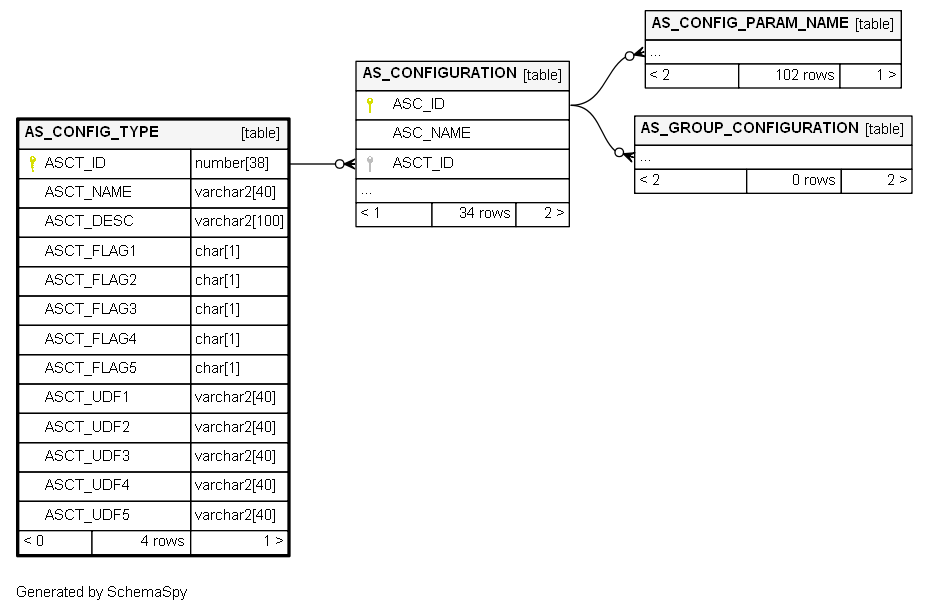 AS_CONFIG_PARAM_NAME [table]
...
< 2 102 rows 1 >
AS_CONFIGURATION [table]
ASC_ID
ASC_NAME
ASCT_ID
...
< 1 34 rows 2 >
AS_GROUP_CONFIGURATION [table]
...
< 2 0 rows 2 >
AS_CONFIG_TYPE [table]
ASCT_ID number[38]
ASCT_NAME varchar2[40]
ASCT_DESC varchar2[100]
ASCT_FLAG1 char[1]
ASCT_FLAG2 char[1]
ASCT_FLAG3 char[1]
ASCT_FLAG4 char[1]
ASCT_FLAG5 char[1]
ASCT_UDF1 varchar2[40]
ASCT_UDF2 varchar2[40]
ASCT_UDF3 varchar2[40]
ASCT_UDF4 varchar2[40]
ASCT_UDF5 varchar2[40]
< 0 4 rows 1 >
Generated by SchemaSpy